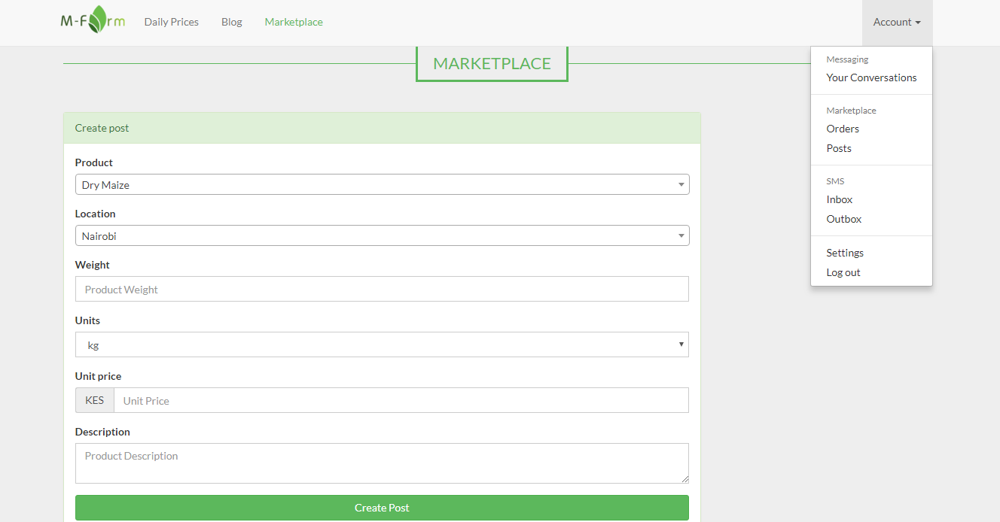 M-Farm Daily Prices Blog Marketplace Account
MARKETPLACE
Messaging
Your Conversations
Marketplace
Orders
Posts
SMS
Inbox
Outbox
Settings
Log out
Create post
Product
Dry Maize
Location
Nairobi
Weight
Product Weight
Units
kg
Unit price
KES Unit Price
Description
Product Description
Create Post